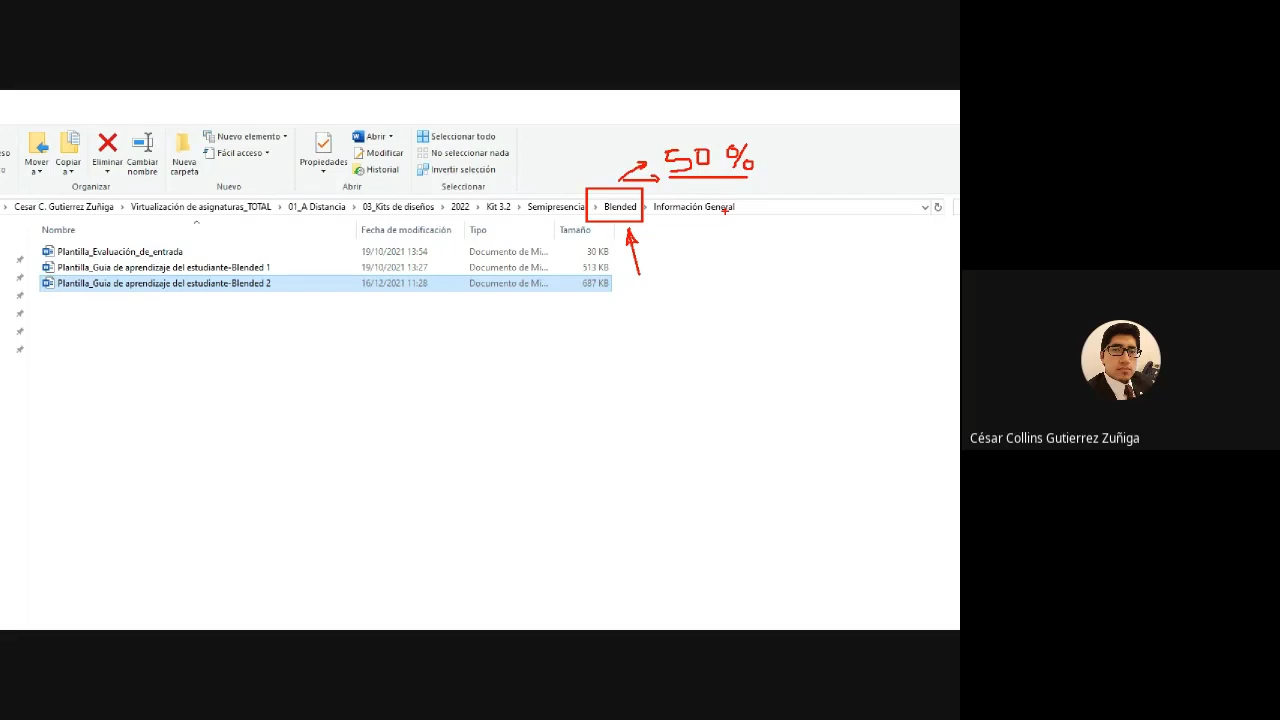 Nuevo elemento
Abrir
Seleccionar todo
Fácil acceso
Modificar
No seleccionar nada
Mover a
Copiar a
Eliminar
Cambiar nombre
Nueva carpeta
Propiedades
Historial
Invertir selección
Organizar
Nuevo
Abrir
Seleccionar
50 %
Cesar C. Gutierrez Zuñiga > Virtualización de asignaturas_TOTAL > 01_A Distancia > 03_Kits de diseños > 2022 > Kit 3.2 > Semipresencia > Blended > Información General
Nombre Fecha de modificación Tipo Tamaño
Plantilla_Evaluación_de_entrada 19/10/2021 13:54 Documento de Mi... 30 KB
Plantilla_Guia de aprendizaje del estudiante-Blended 1 19/10/2021 13:27 Documento de Mi... 513 KB
Plantilla_Guia de aprendizaje del estudiante-Blended 2 16/12/2021 11:28 Documento de Mi... 687 KB
César Collins Gutierrez Zuñiga